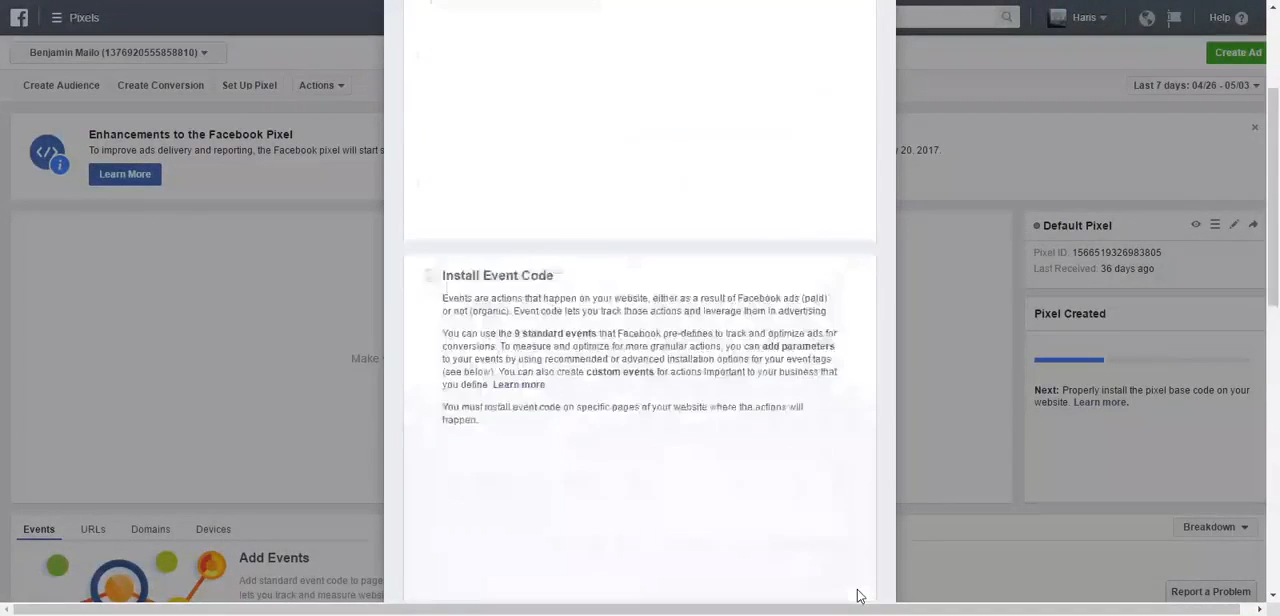 Pixels
Haris
Help
Benjamin Mailo (1376920555858810)
Create Ad
Create Audience
Create Conversion
Set Up Pixel
Actions
Last 7 days: 04/26 - 05/03
Enhancements to the Facebook Pixel
To improve ads delivery and reporting, the Facebook pixel will start s
y 20, 2017.
Learn More
Default Pixel
Pixel ID: 1566519326983805
Last Received: 36 days ago
Pixel Created
Next: Properly install the pixel base code on your
website. Learn more.
Make
Install Event Code
Events are actions that happen on your website, either as a result of Facebook ads (paid)
or not (organic). Event code lets you track those actions and leverage them in advertising
You can use the 9 standard events that Facebook pre-defines to track and optimize ads for
conversions. To measure and optimize for more granular actions, you can add parameters
to your events by using recommended or advanced installation options for your event tags
(see below). You can also create custom events for actions important to your business that
you define. Learn more
You must install event code on specific pages of your website where the actions will
happen.
Events
URLs
Domains
Devices
Breakdown
Add Events
Add standard event code to page
lets you track and measure webs
Report a Problem